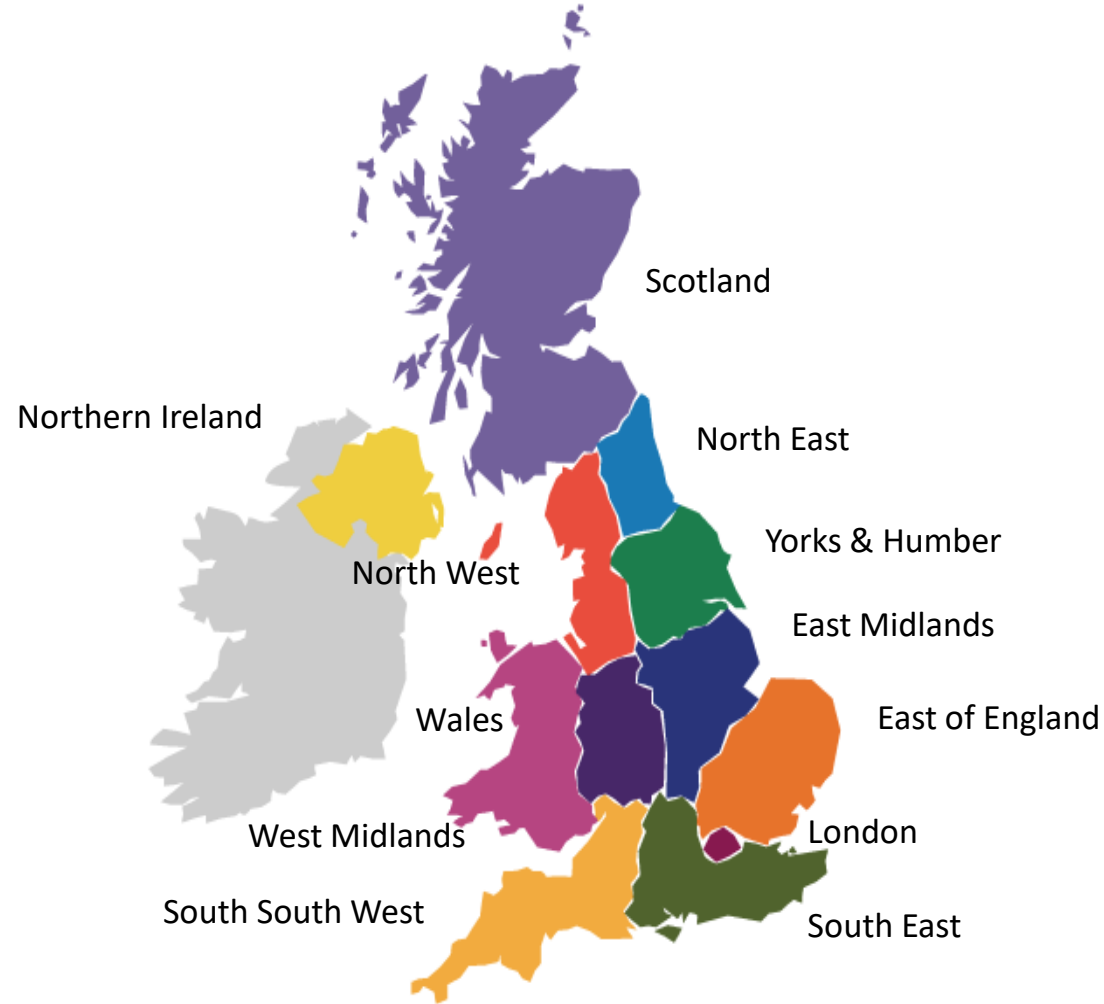 Scotland
Northern Ireland
North East
Yorks & Humber
North West
East Midlands
Wales
East of England
West Midlands
London
South South West
South East